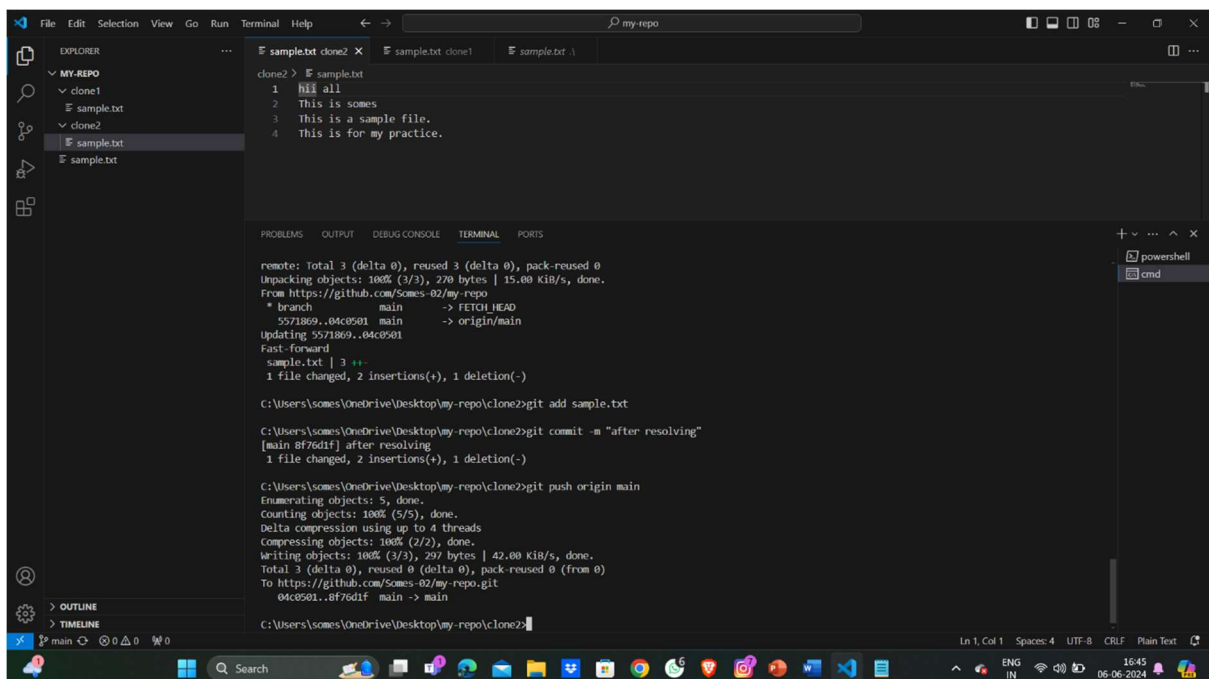 File Edit Selection View Go Run Terminal Help
my-repo
EXPLORER
MY-REPO
clone1
sample.txt
clone2
sample.txt
sample.txt
OUTLINE
TIMELINE
sample.txt clone2
sample.txt clone1
sample.txt .\
clone2 > sample.txt
1 hii all
2 This is somes
3 This is a sample file.
4 This is for my practice.
PROBLEMS OUTPUT DEBUG CONSOLE TERMINAL PORTS
powershell
cmd
remote: Total 3 (delta 0), reused 3 (delta 0), pack-reused 0
Unpacking objects: 100% (3/3), 270 bytes | 15.00 KiB/s, done.
From https://github.com/Somes-02/my-repo
* branch main -> FETCH_HEAD
5571869..04c0501 main -> origin/main
Updating 5571869..04c0501
Fast-forward
sample.txt | 3 ++-
1 file changed, 2 insertions(+), 1 deletion(-)
C:\Users\somes\OneDrive\Desktop\my-repo\clone2>git add sample.txt
C:\Users\somes\OneDrive\Desktop\my-repo\clone2>git commit -m "after resolving"
[main 8f76d1f] after resolving
1 file changed, 2 insertions(+), 1 deletion(-)
C:\Users\somes\OneDrive\Desktop\my-repo\clone2>git push origin main
Enumerating objects: 5, done.
Counting objects: 100% (5/5), done.
Delta compression using up to 4 threads
Compressing objects: 100% (2/2), done.
Writing objects: 100% (3/3), 297 bytes | 42.00 KiB/s, done.
Total 3 (delta 0), reused 0 (delta 0), pack-reused 0 (from 0)
To https://github.com/Somes-02/my-repo.git
04c0501..8f76d1f main -> main
C:\Users\somes\OneDrive\Desktop\my-repo\clone2>
main 0 0 0
Ln 1, Col 1 Spaces: 4 UTF-8 CRLF Plain Text
Search
ENG
IN
16:45
06-06-2024